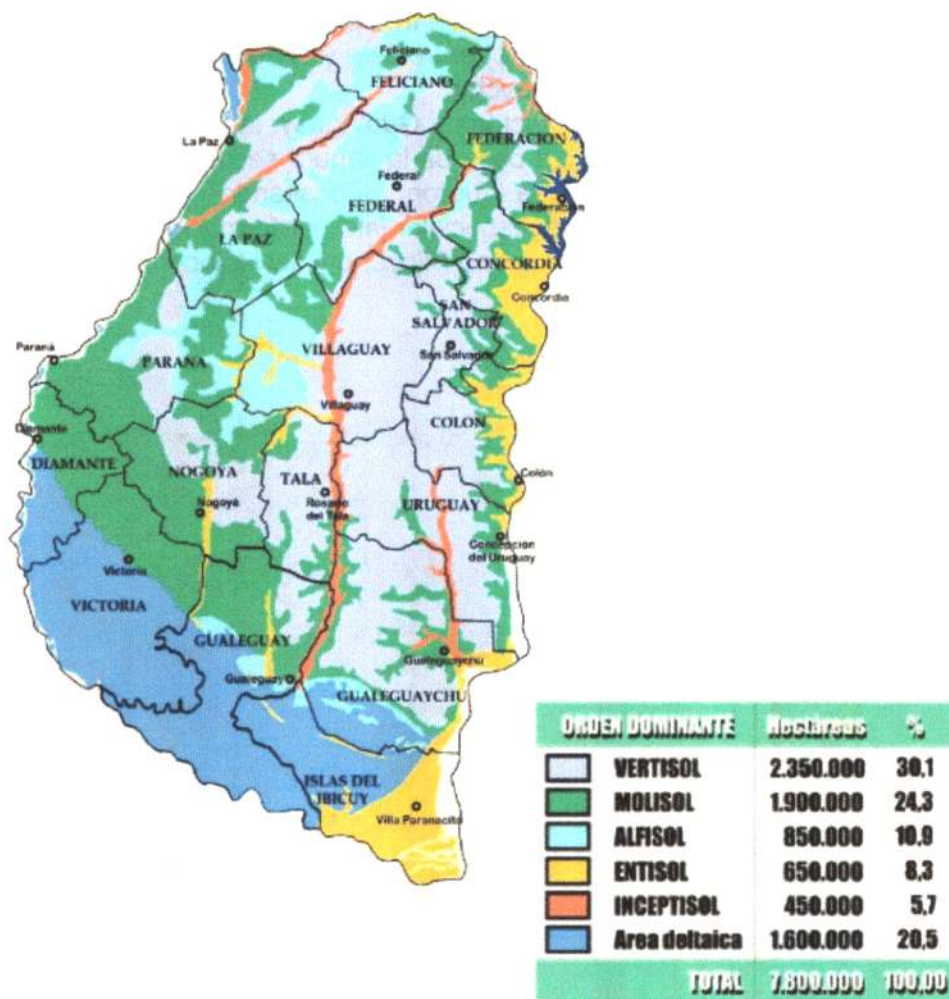 Feliciano
FELICIANO
La Paz
FEDERACION
Federal
FEDERAL
Federación
LA PAZ
CONCORDIA
Concordia
SAN
SALVADOR
San Salvador
Paraná
PARANA
VILLAGUAY
Villaguay
COLON
Diamante
DIAMANTE
NOGOYA
TALA
Colón
Nogoyá
Rosario
del Tala
URUGUAY
Concepción
del Uruguay
Victoria
VICTORIA
GUALEGUAY
Gualeguaychu
Gualeguay
GUALEGUAYCHU
ISLAS DEL
IBICUY
Villa Paranacito
ORDEN DOMINANTE Hectáreas %
VERTISOL 2.350.000 30,1
MOLISOL 1.900.000 24,3
ALFISOL 850.000 10,9
ENTISOL 650.000 8,3
INCEPTISOL 450.000 5,7
Area deltaica 1.600.000 20,5
TOTAL 7.800.000 100,00